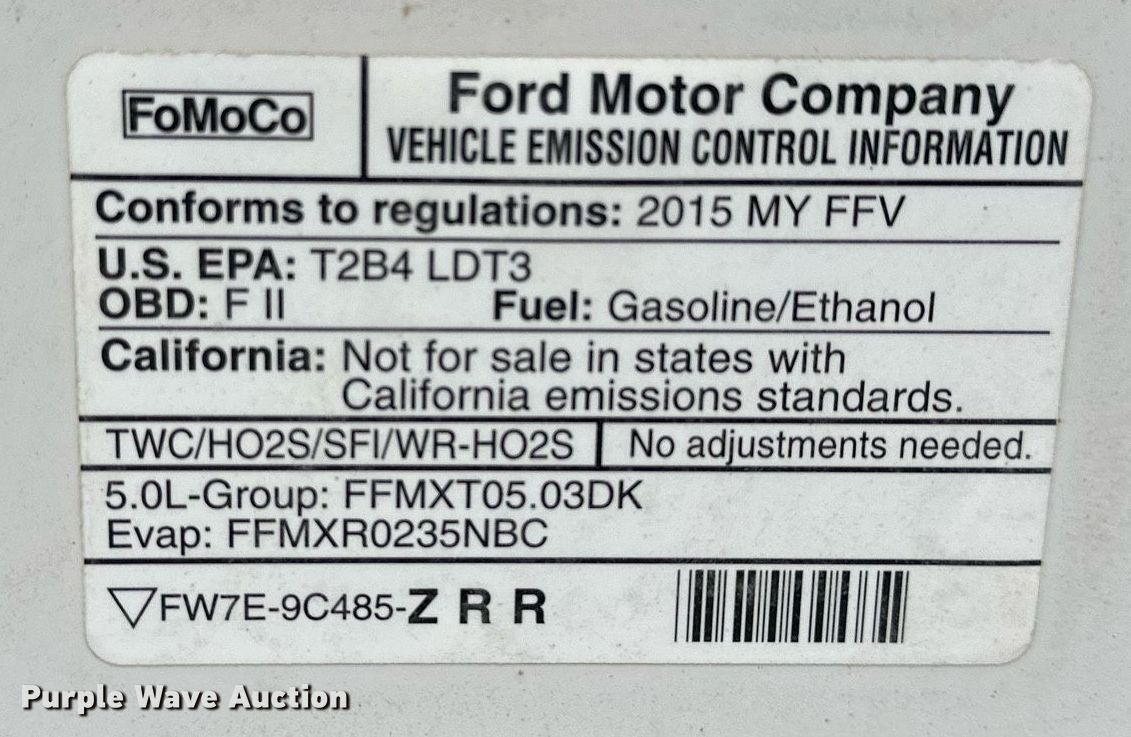 FoMoCo
Ford Motor Company
VEHICLE EMISSION CONTROL INFORMATION
Conforms to regulations: 2015 MY FFV
U.S. EPA: T2B4 LDT3
OBD: F II Fuel: Gasoline/Ethanol
California: Not for sale in states with
California emissions standards.
TWC/HO2S/SFI/WR-HO2S No adjustments needed.
5.0L-Group: FFMXT05.03DK
Evap: FFMXR0235NBC
FW7E-9C485-Z R R
Purple Wave Auction